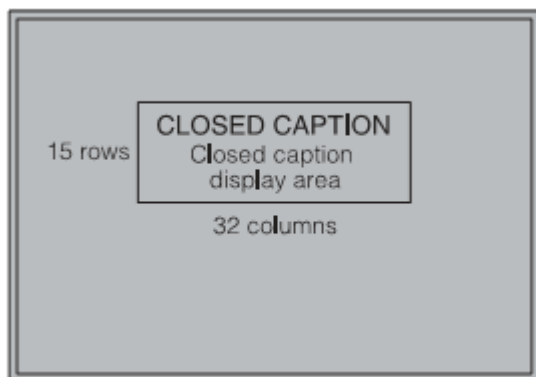 CLOSED CAPTION
15 rows
Closed caption
display area
32 columns